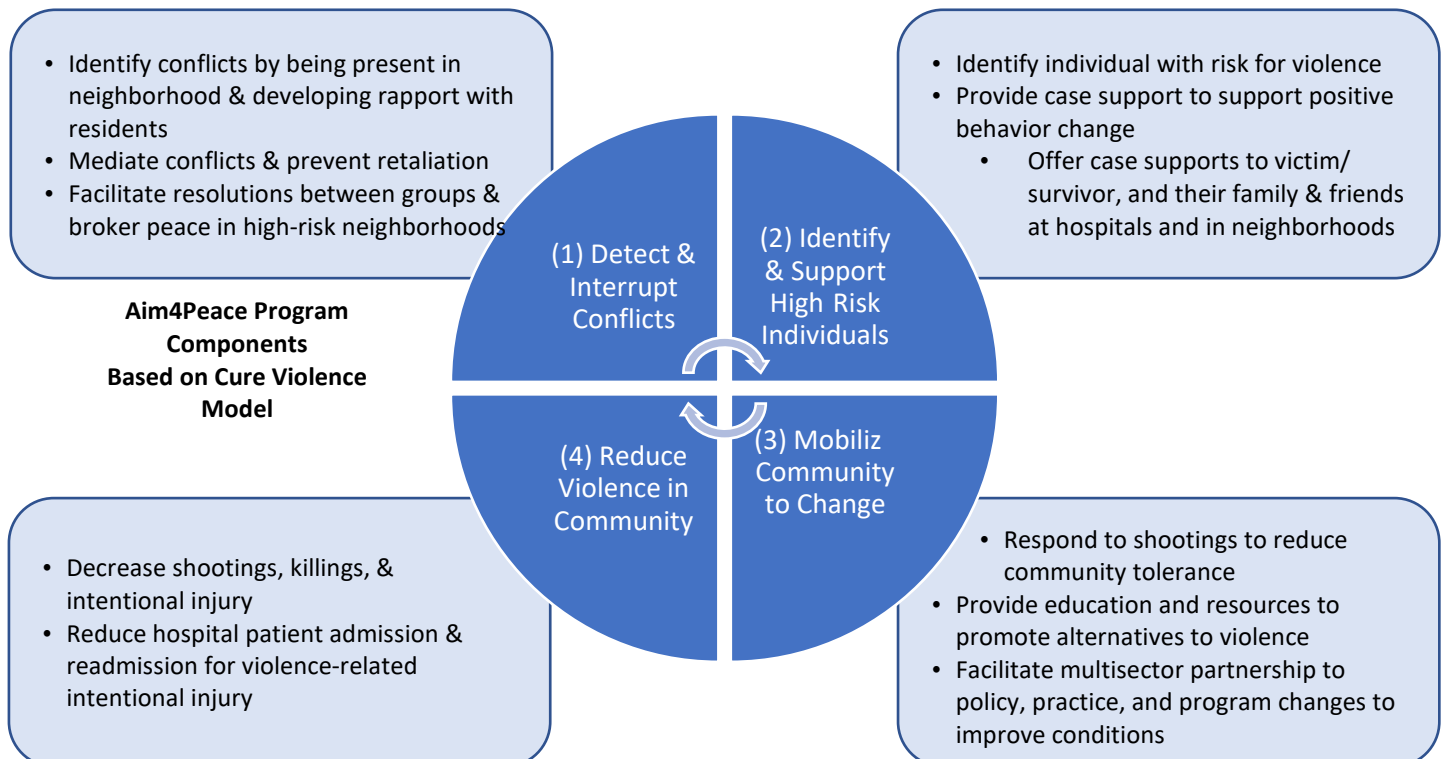 • Identify conflicts by being present in
neighborhood & developing rapport with
residents
• Mediate conflicts & prevent retaliation
• Facilitate resolutions between groups &
broker peace in high-risk neighborhoods
• Identify individual with risk for violence
• Provide case support to support positive
behavior change
• Offer case supports to victim/
survivor, and their family & friends
at hospitals and in neighborhoods
(1) Detect &
Interrupt
Conflicts
(2) Identify
& Support
High Risk
Individuals
Aim4Peace Program
Components
Based on Cure Violence
Model
(4) Reduce
Violence in
Community
(3) Mobiliz
Community
to Change
• Decrease shootings, killings, &
intentional injury
• Reduce hospital patient admission &
readmission for violence-related
intentional injury
• Respond to shootings to reduce
community tolerance
• Provide education and resources to
promote alternatives to violence
• Facilitate multisector partnership to
policy, practice, and program changes to
improve conditions